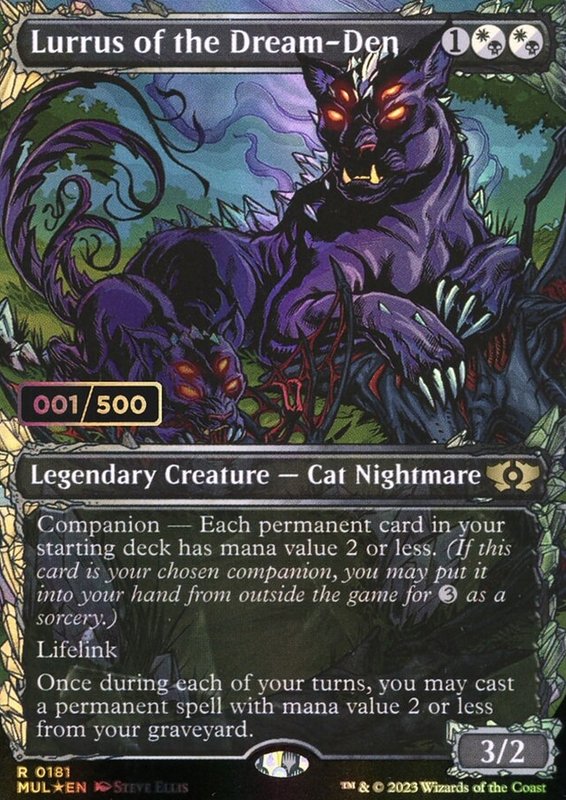 Lurrus of the Dream-Den 1
001/500
Legendary Creature — Cat Nightmare
Companion — Each permanent card in your
starting deck has mana value 2 or less. (If this
card is your chosen companion, you may put it
into your hand from outside the game for 3 as a
sorcery.)
Lifelink
Once during each of your turns, you may cast
a permanent spell with mana value 2 or less
from your graveyard.
3/2
R 0181
MUL★EN Steve Ellis
™ & © 2023 Wizards of the Coast